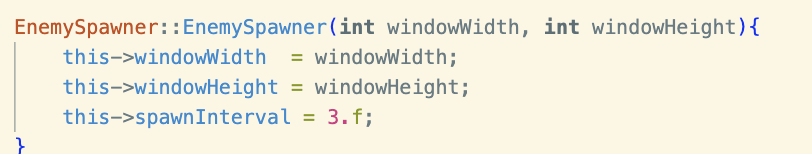 EnemySpawner::EnemySpawner(int windowWidth, int windowHeight){
    this->windowWidth  = windowWidth;
    this->windowHeight = windowHeight;
    this->spawnInterval = 3.f;
}